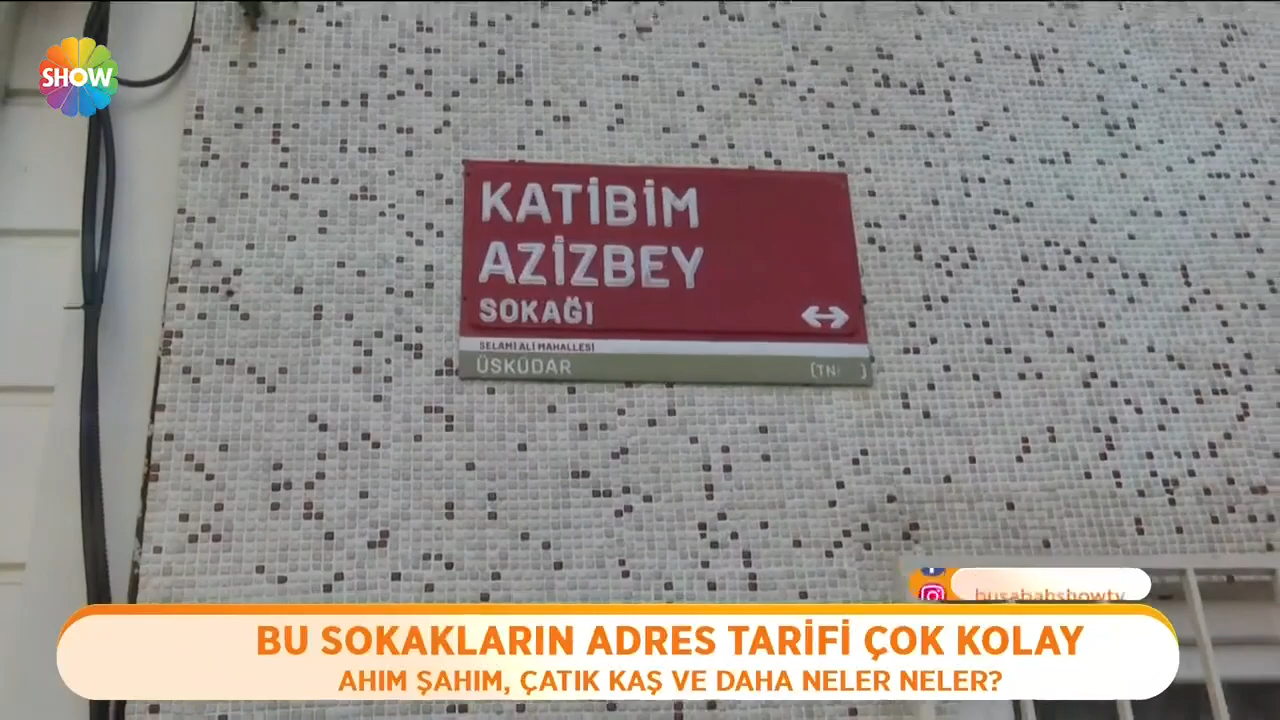 SHOW
KATİBİM
AZİZBEY
SOKAĞI
SELAMİ ALİ MAHALLESİ
ÜSKÜDAR
busabahshowtv
BU SOKAKLARIN ADRES TARİFİ ÇOK KOLAY
AHIM ŞAHIM, ÇATIK KAŞ VE DAHA NELER NELER?